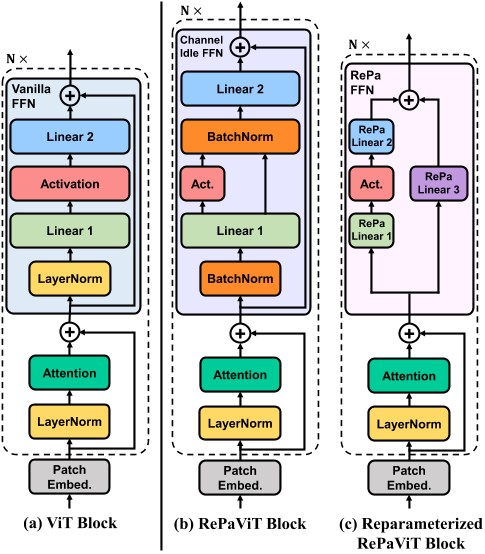 N ×
Vanilla
FFN
Linear 2
Activation
Linear 1
LayerNorm
Attention
LayerNorm
Patch
Embed.
(a) ViT Block
N ×
Channel
Idle FFN
Linear 2
BatchNorm
Act.
Linear 1
BatchNorm
Attention
LayerNorm
Patch
Embed.
(b) RePaViT Block
N ×
RePa
FFN
RePa
Linear 2
Act.
RePa
Linear 3
RePa
Linear 1
Attention
LayerNorm
Patch
Embed.
(c) Reparameterized
RePaViT Block